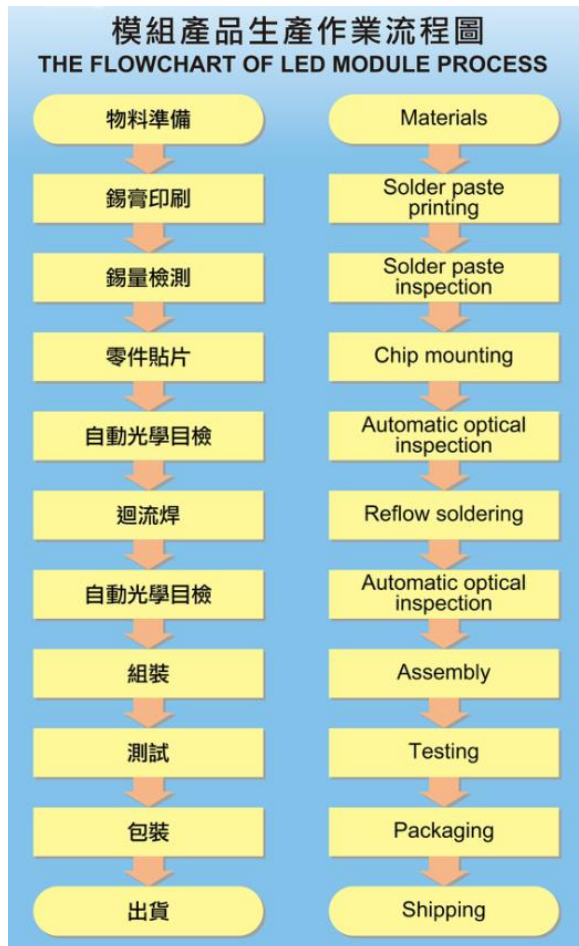 模組產品生產作業流程圖
THE FLOWCHART OF LED MODULE PROCESS
物料準備
錫膏印刷
錫量檢測
零件貼片
自動光學目檢
迴流焊
自動光學目檢
組裝
測試
包裝
出貨
Materials
Solder paste
printing
Solder paste
inspection
Chip mounting
Automatic optical
inspection
Reflow soldering
Automatic optical
inspection
Assembly
Testing
Packaging
Shipping